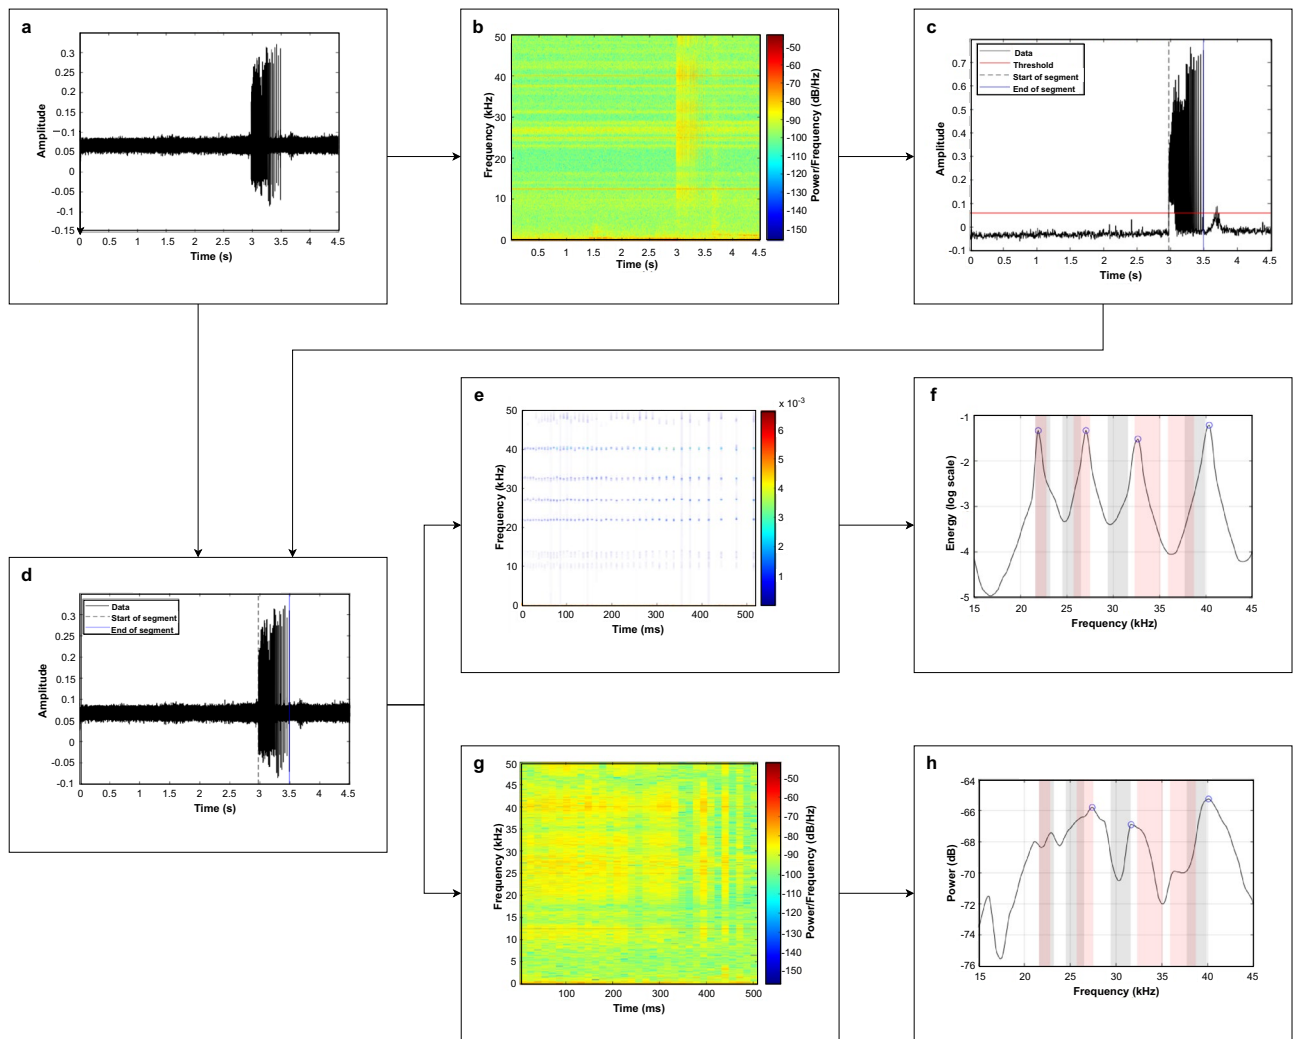 a
0.3
0.25
0.2
0.15
0.1
0.05
0
-0.05
-0.1
-0.15
Amplitude
0 0.5 1 1.5 2 2.5 3 3.5 4 4.5
Time (s)
b
50
40
30
20
10
0
Frequency (kHz)
0.5 1 1.5 2 2.5 3 3.5 4 4.5
Time (s)
-50
-60
-70
-80
-90
-100
-110
-120
-130
-140
-150
Power/Frequency (dB/Hz)
c
Data
Threshold
Start of segment
End of segment
0.7
0.6
0.5
0.4
0.3
0.2
0.1
0
-0.1
Amplitude
0 0.5 1 1.5 2 2.5 3 3.5 4 4.5
Time (s)
d
Data
Start of segment
End of segment
0.3
0.25
0.2
0.15
0.1
0.05
0
-0.05
-0.1
Amplitude
0 0.5 1 1.5 2 2.5 3 3.5 4 4.5
Time (s)
e
x 10-3
50
40
30
20
10
0
Frequency (kHz)
0 100 200 300 400 500
Time (ms)
6
5
4
3
2
1
f
-1
-2
-3
-4
-5
Energy (log scale)
15 20 25 30 35 40 45
Frequency (kHz)
g
50
45
40
35
30
25
20
15
10
5
0
Frequency (kHz)
100 200 300 400 500
Time (ms)
-50
-60
-70
-80
-90
-100
-110
-120
-130
-140
-150
Power/Frequency (dB/Hz)
h
-64
-66
-68
-70
-72
-74
-76
Power (dB)
15 20 25 30 35 40 45
Frequency (kHz)